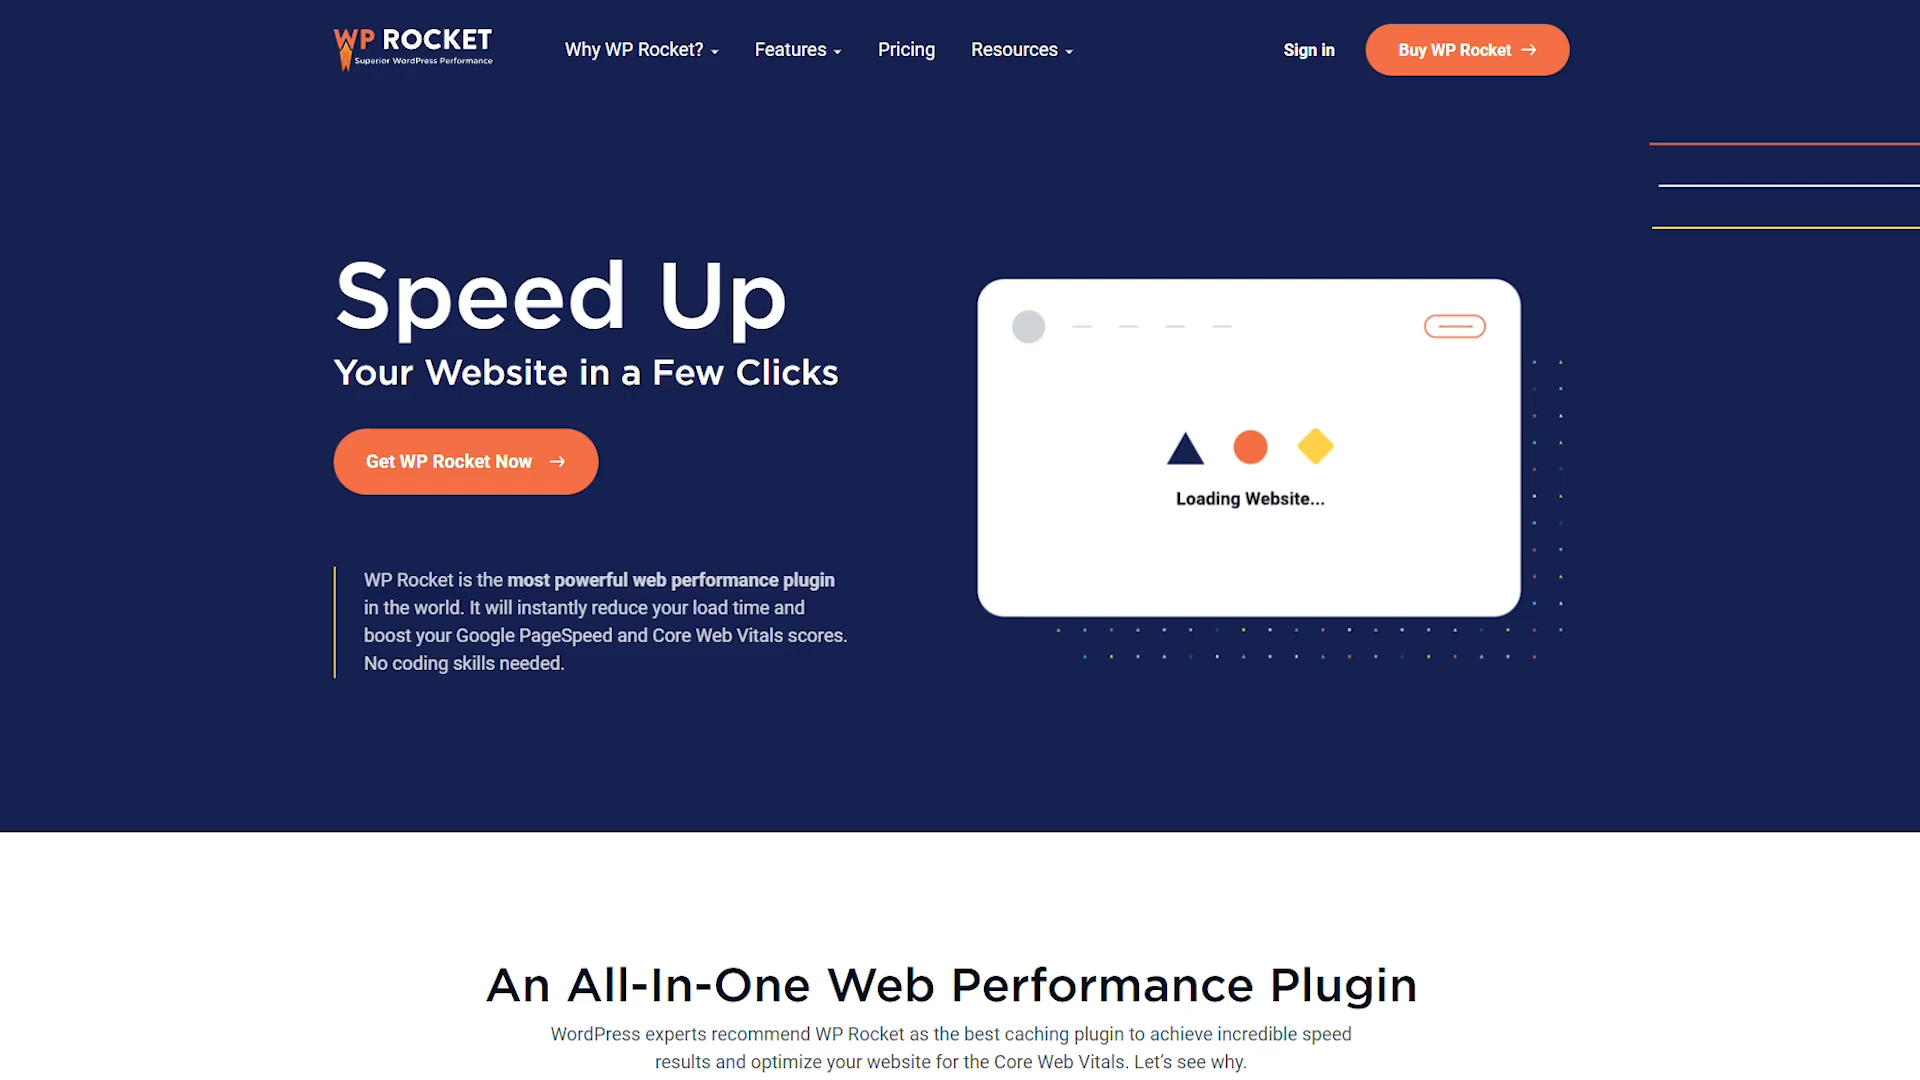 WP ROCKET
Superior WordPress Performance
Why WP Rocket?
Features
Pricing
Resources
Sign in
Buy WP Rocket →
Speed Up
Your Website in a Few Clicks
Get WP Rocket Now →
WP Rocket is the most powerful web performance plugin
in the world. It will instantly reduce your load time and
boost your Google PageSpeed and Core Web Vitals scores.
No coding skills needed.
Loading Website...
An All-In-One Web Performance Plugin
WordPress experts recommend WP Rocket as the best caching plugin to achieve incredible speed
results and optimize your website for the Core Web Vitals. Let’s see why.